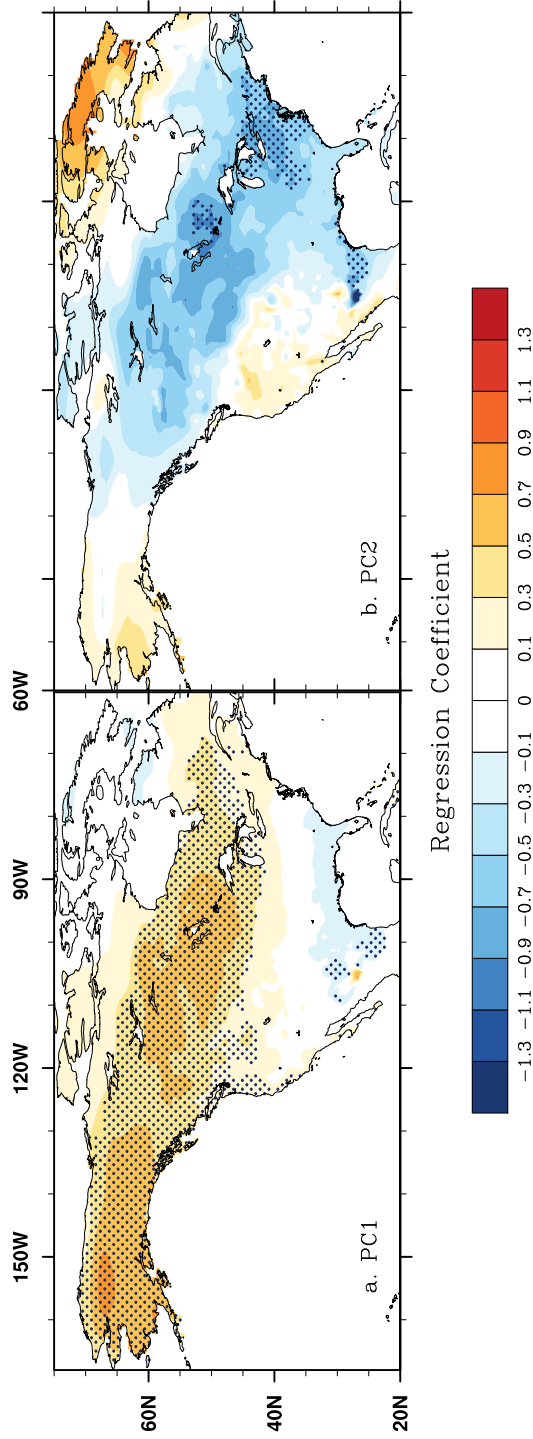 150W 120W 90W 60W
60N
40N
20N
a. PC1
b. PC2
Regression Coefficient
−1.3 −1.1 −0.9 −0.7 −0.5 −0.3 −0.1 0 0.1 0.3 0.5 0.7 0.9 1.1 1.3